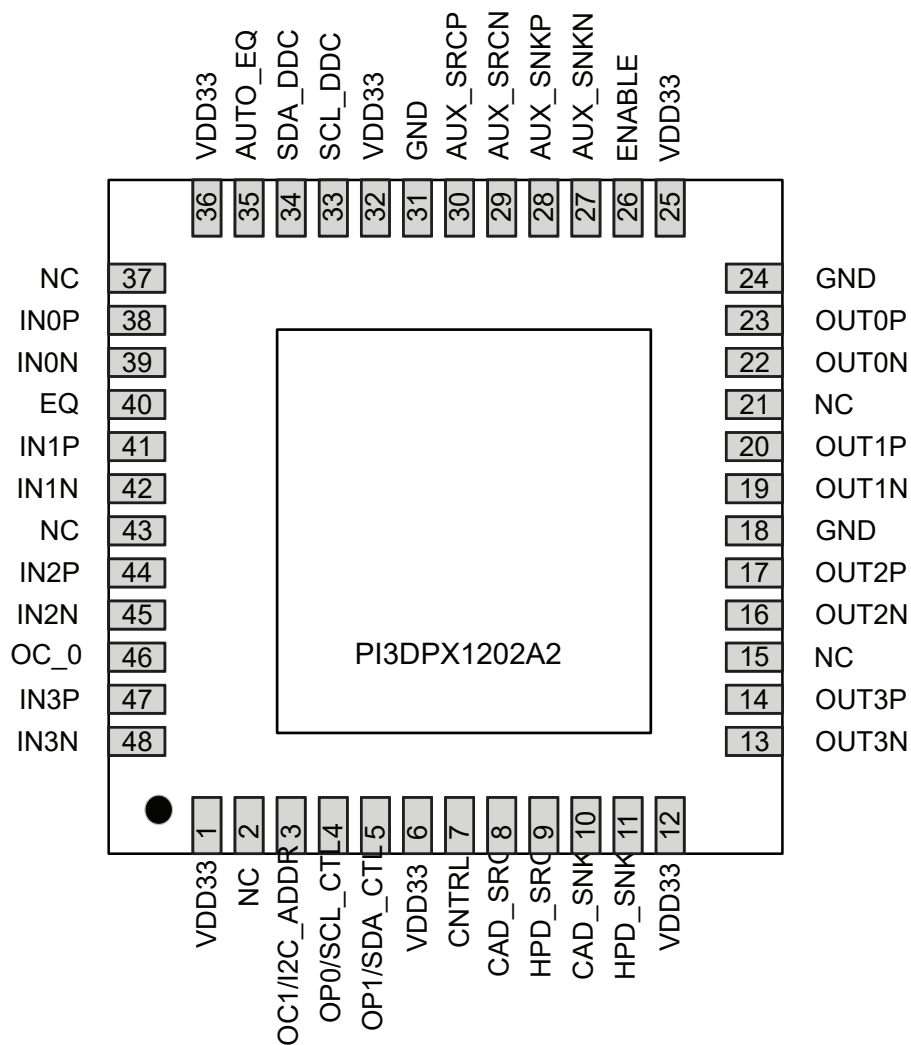 VDD33
AUTO_EQ
SDA_DDC
SCL_DDC
VDD33
GND
AUX_SRCP
AUX_SRCN
AUX_SNKP
AUX_SNKN
ENABLE
VDD33
36 35 34 33 32 31 30 29 28 27 26 25
NC 37
IN0P 38
IN0N 39
EQ 40
IN1P 41
IN1N 42
NC 43
IN2P 44
IN2N 45
OC_0 46
IN3P 47
IN3N 48
24 GND
23 OUT0P
22 OUT0N
21 NC
20 OUT1P
19 OUT1N
18 GND
17 OUT2P
16 OUT2N
15 NC
14 OUT3P
13 OUT3N
PI3DPX1202A2
1 2 3 4 5 6 7 8 9 10 11 12
VDD33
NC
OC1/I2C_ADDR
OP0/SCL_CTL
OP1/SDA_CTL
VDD33
CNTRL
CAD_SRC
HPD_SRC
CAD_SNK
HPD_SNK
VDD33